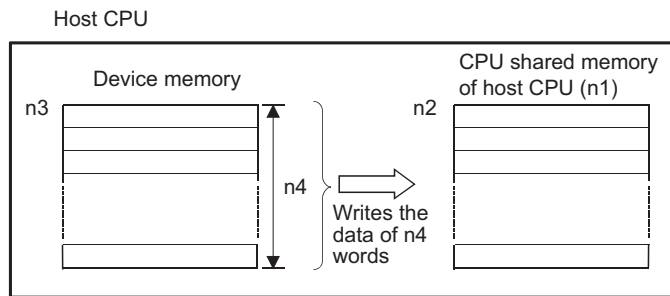 Host CPU
Device memory
CPU shared memory
of host CPU (n1)
n3
n2
n4
Writes the
data of n4
words